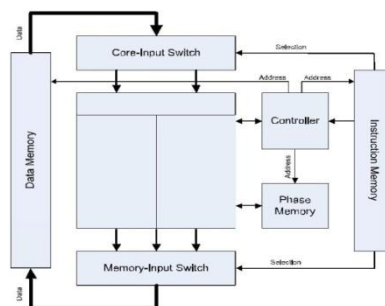 Data
Core-Input Switch
Selection
Address
Address
Data Memory
Controller
Instruction Memory
Address
Phase
Memory
Selection
Memory-Input Switch
Data